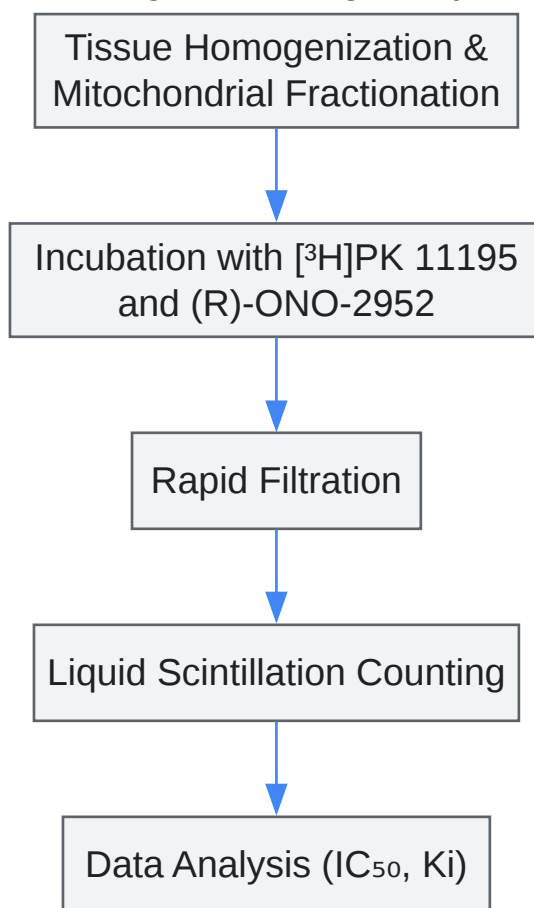 Tissue Homogenization &
Mitochondrial Fractionation
Incubation with [³H]PK 11195
and (R)-ONO-2952
Rapid Filtration
Liquid Scintillation Counting
Data Analysis (IC₅₀, Ki)